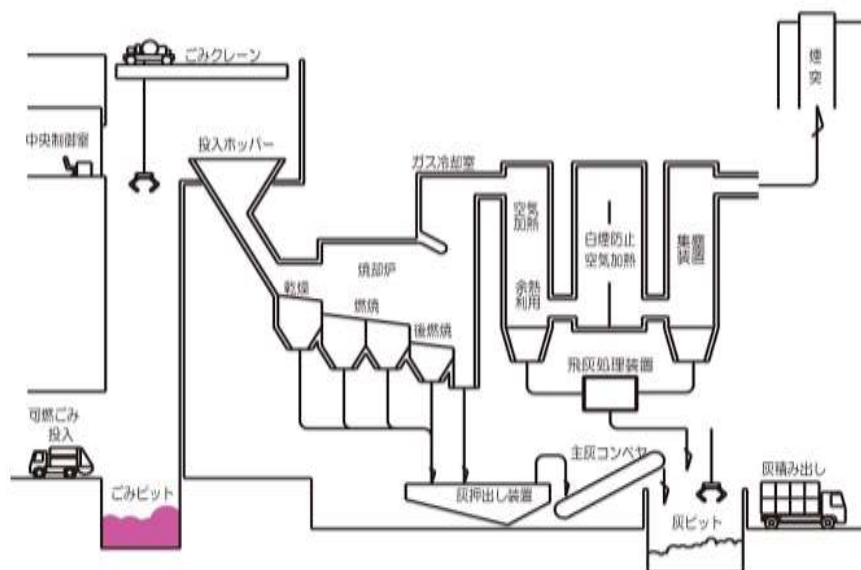 ごみクレーン
煙
突
中央制御室
投入ホッパー
ガス冷却室
空気
加熱
白煙防止
空気加熱
集塵
装置
焼却炉
余熱
利用
乾燥
燃焼
後燃焼
飛灰処理装置
可燃ごみ
投入
主灰コンベヤ
灰積み出し
ごみピット
灰押出し装置
灰ピット